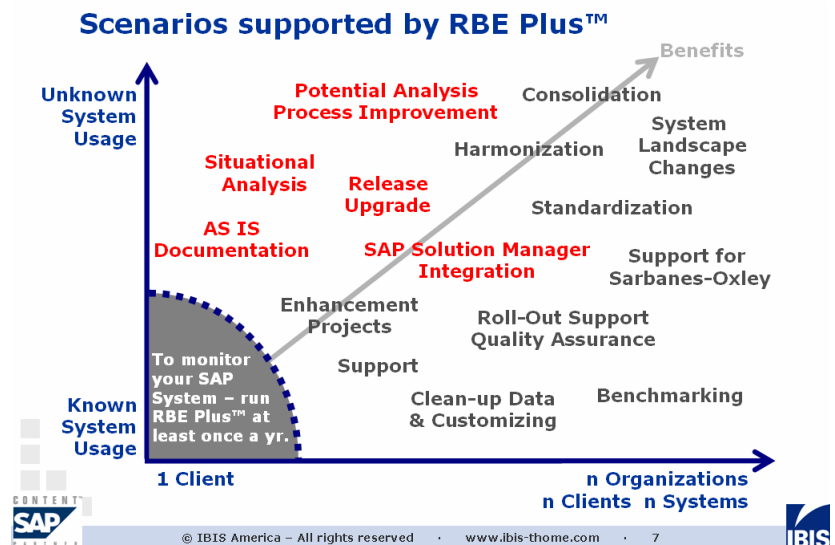 Scenarios supported by RBE Plus™
Benefits
Unknown
System
Usage
Potential Analysis
Process Improvement
Consolidation
System
Landscape
Changes
Harmonization
Situational
Analysis
Release
Upgrade
Standardization
AS IS
Documentation
SAP Solution Manager
Integration
Support for
Sarbanes-Oxley
Enhancement
Projects
Roll-Out Support
Quality Assurance
To monitor
your SAP
System – run
RBE Plus™ at
least once a yr.
Support
Clean-up Data
& Customizing
Benchmarking
Known
System
Usage
1 Client
n Organizations
n Clients n Systems
CONTENT
SAP
PARTNER
© IBIS America – All rights reserved · www.ibis-thome.com · 7
IBIS